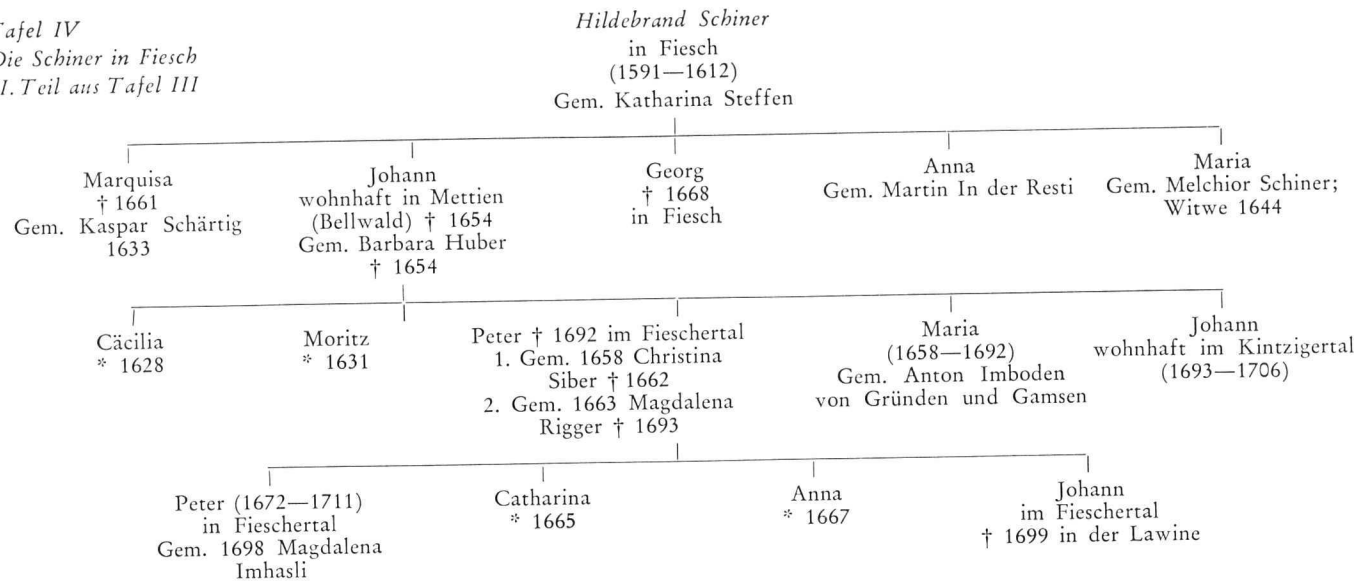 Tafel IV
Die Schiner in Fiesch
I. Teil aus Tafel III
Hildebrand Schiner
in Fiesch
(1591—1612)
Gem. Katharina Steffen
Marquisa
† 1661
Gem. Kaspar Schärtig
1633
Johann
wohnhaft in Mettien
(Bellwald) † 1654
Gem. Barbara Huber
† 1654
Georg
† 1668
in Fiesch
Anna
Gem. Martin In der Resti
Maria
Gem. Melchior Schiner;
Witwe 1644
Cäcilia
* 1628
Moritz
* 1631
Peter † 1692 im Fieschertal
1. Gem. 1658 Christina
Siber † 1662
2. Gem. 1663 Magdalena
Rigger † 1693
Maria
(1658—1692)
Gem. Anton Imboden
von Gründen und Gamsen
Johann
wohnhaft im Kintzigertal
(1693—1706)
Peter (1672—1711)
in Fieschertal
Gem. 1698 Magdalena
Imhasli
Catharina
* 1665
Anna
* 1667
Johann
im Fieschertal
† 1699 in der Lawine